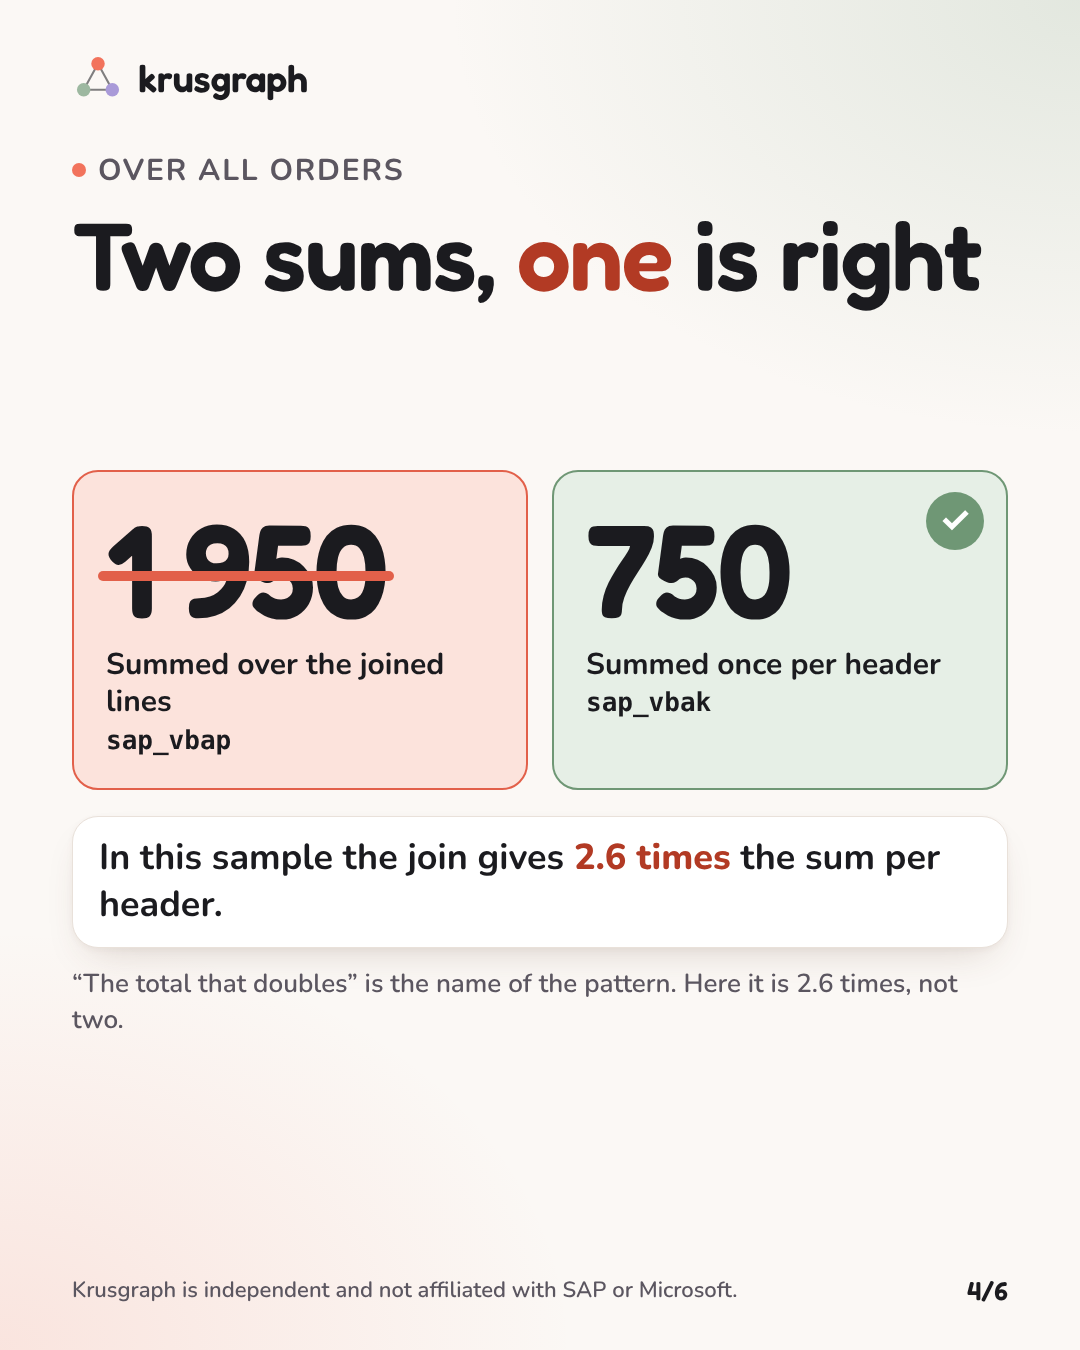 krusgraph
OVER ALL ORDERS
Two sums, one is right
1 950
Summed over the joined
lines
sap_vbap
750
Summed once per header
sap_vbak
In this sample the join gives 2.6 times the sum per
header.
“The total that doubles” is the name of the pattern. Here it is 2.6 times, not
two.
Krusgraph is independent and not affiliated with SAP or Microsoft.
4/6